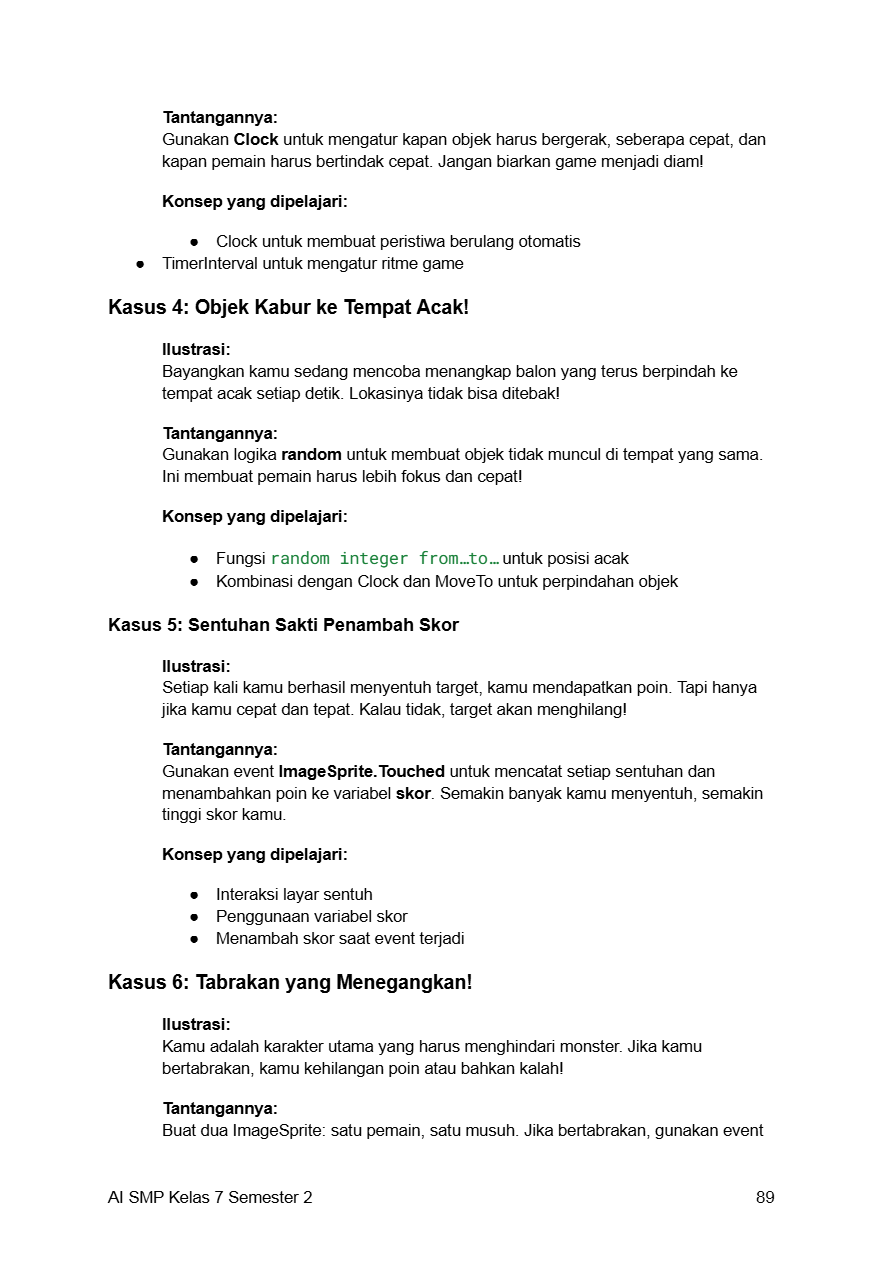 Tantangannya:
Gunakan Clock untuk mengatur kapan objek harus bergerak, seberapa cepat, dan
kapan pemain harus bertindak cepat. Jangan biarkan game menjadi diam!
Konsep yang dipelajari:
● Clock untuk membuat peristiwa berulang otomatis
● TimerInterval untuk mengatur ritme game
Kasus 4: Objek Kabur ke Tempat Acak!
Ilustrasi:
Bayangkan kamu sedang mencoba menangkap balon yang terus berpindah ke
tempat acak setiap detik. Lokasinya tidak bisa ditebak!
Tantangannya:
Gunakan logika random untuk membuat objek tidak muncul di tempat yang sama.
Ini membuat pemain harus lebih fokus dan cepat!
Konsep yang dipelajari:
● Fungsi random integer from…to… untuk posisi acak
● Kombinasi dengan Clock dan MoveTo untuk perpindahan objek
Kasus 5: Sentuhan Sakti Penambah Skor
Ilustrasi:
Setiap kali kamu berhasil menyentuh target, kamu mendapatkan poin. Tapi hanya
jika kamu cepat dan tepat. Kalau tidak, target akan menghilang!
Tantangannya:
Gunakan event ImageSprite.Touched untuk mencatat setiap sentuhan dan
menambahkan poin ke variabel skor. Semakin banyak kamu menyentuh, semakin
tinggi skor kamu.
Konsep yang dipelajari:
● Interaksi layar sentuh
● Penggunaan variabel skor
● Menambah skor saat event terjadi
Kasus 6: Tabrakan yang Menegangkan!
Ilustrasi:
Kamu adalah karakter utama yang harus menghindari monster. Jika kamu
bertabrakan, kamu kehilangan poin atau bahkan kalah!
Tantangannya:
Buat dua ImageSprite: satu pemain, satu musuh. Jika bertabrakan, gunakan event
AI SMP Kelas 7 Semester 2 89